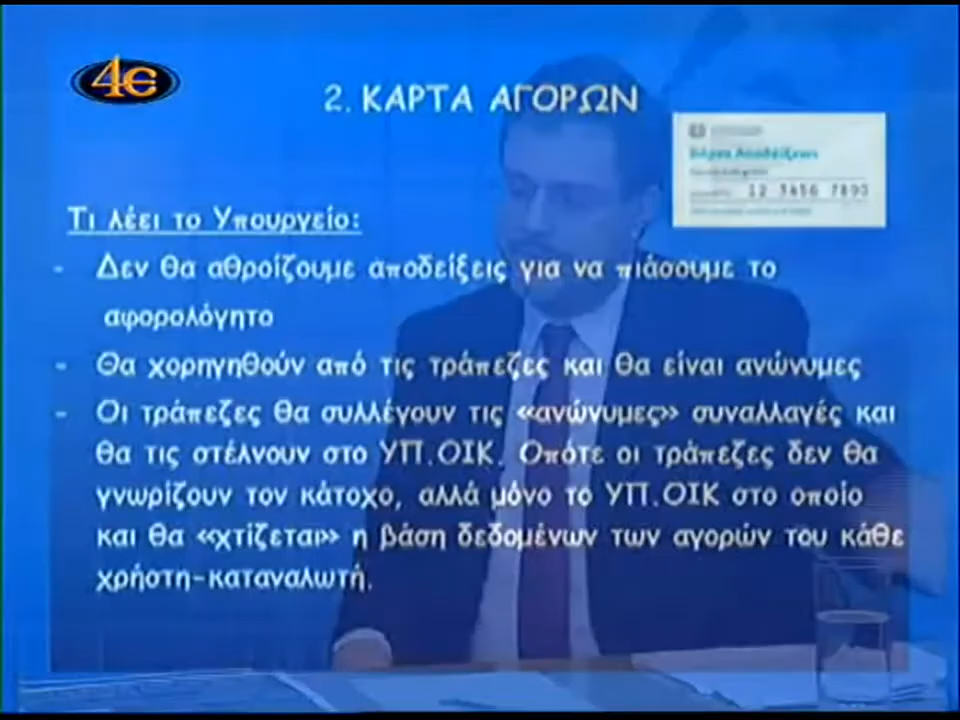 4ε
2. ΚΑΡΤΑ ΑΓΟΡΩΝ
Κάρτα Αποδείξεων
12 3456 7890
Τι λέει το Υπουργείο:
- Δεν θα αθροίζουμε αποδείξεις για να πιάσουμε το
αφορολόγητο
- Θα χορηγηθούν από τις τράπεζες και θα είναι ανώνυμες
- Οι τράπεζες θα συλλέγουν τις «ανώνυμες» συναλλαγές και
θα τις στέλνουν στο ΥΠ.ΟΙΚ. Οπότε οι τράπεζες δεν θα
γνωρίζουν τον κάτοχο, αλλά μόνο το ΥΠ.ΟΙΚ στο οποίο
και θα «χτίζεται» η βάση δεδομένων των αγορών του κάθε
χρήστη-καταναλωτή.